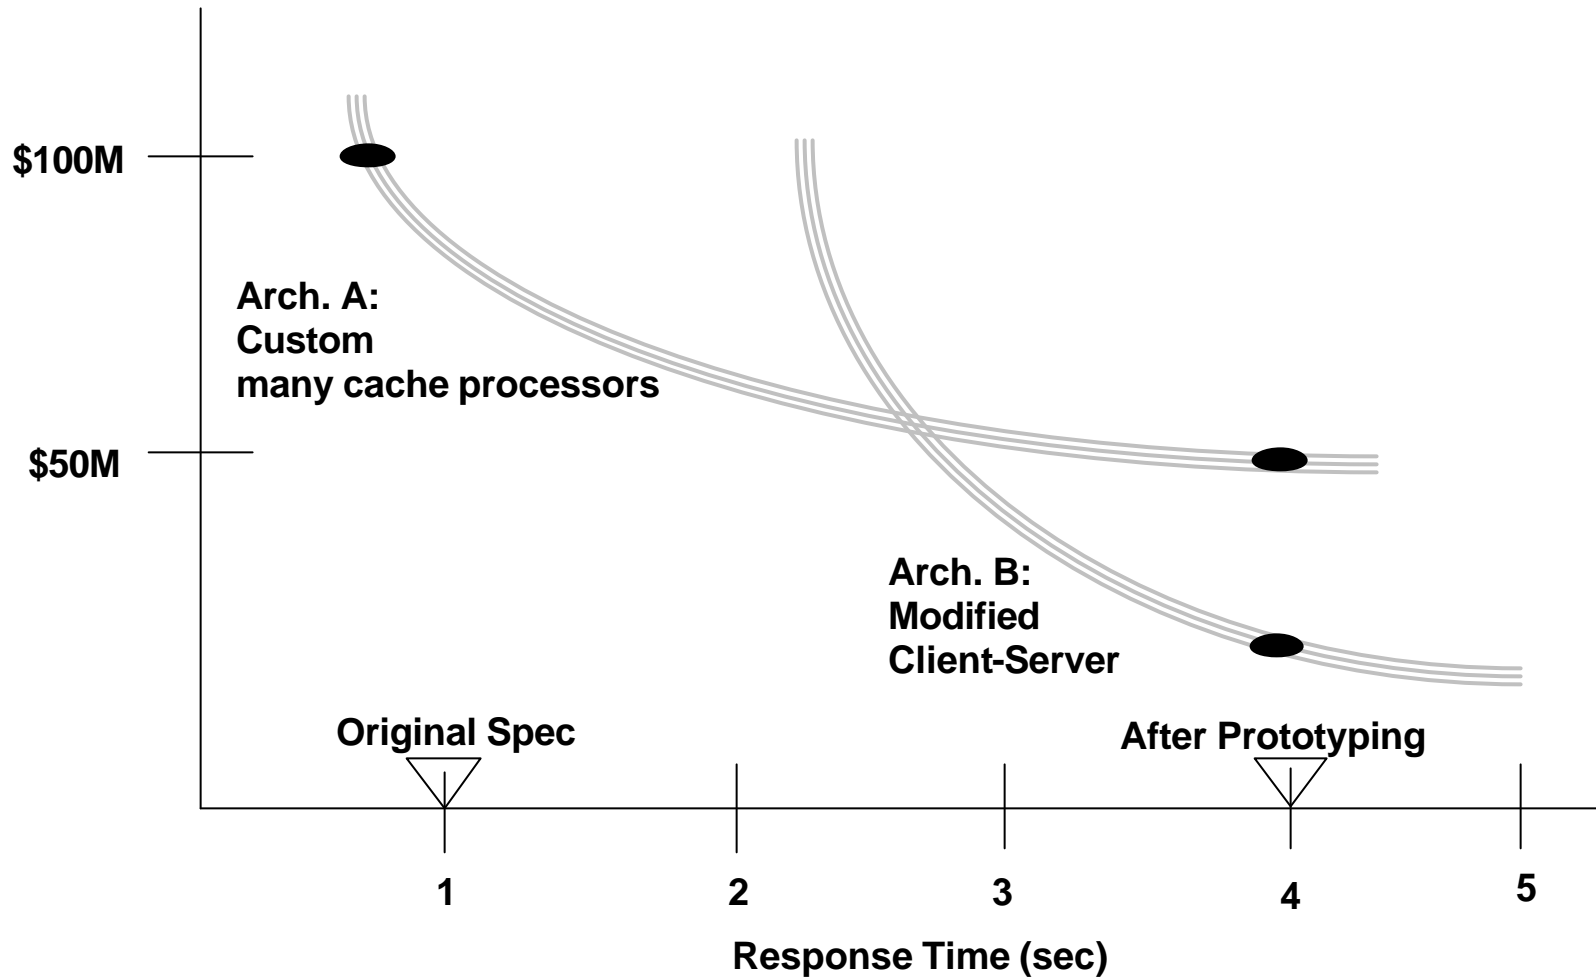 $100M
Arch. A:
Custom
many cache processors
$50M
Arch. B:
Modified
Client-Server
Original Spec
After Prototyping
1
2
3
4
5
Response Time (sec)